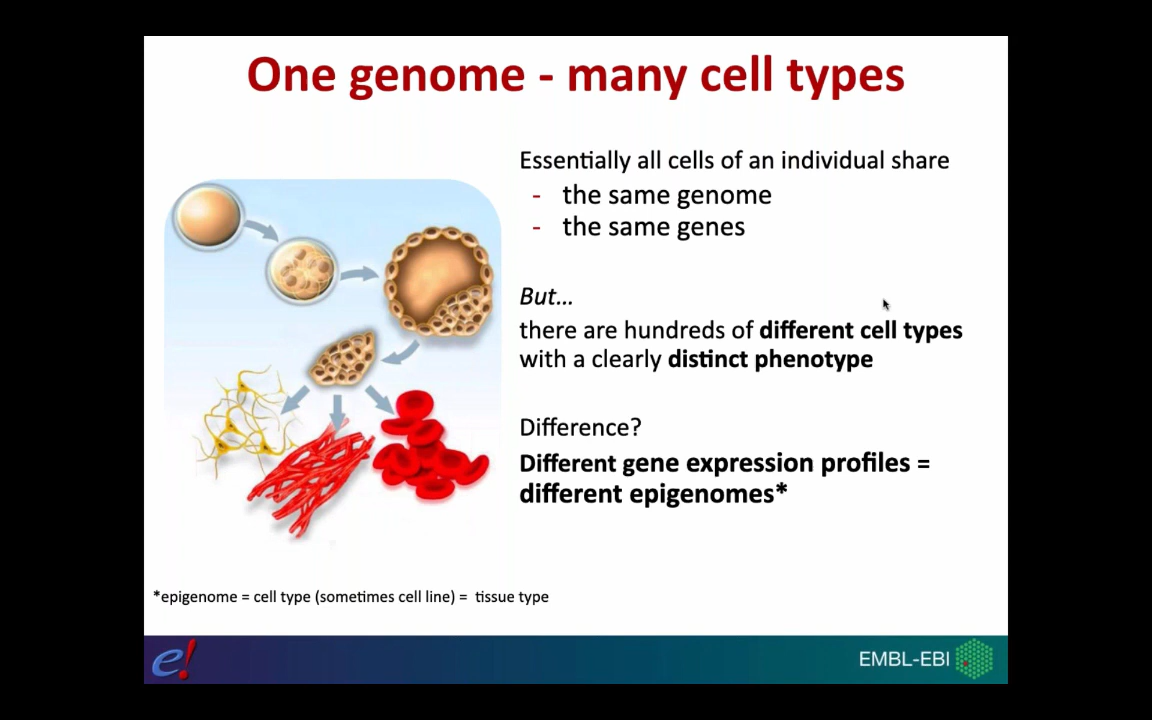 One genome - many cell types
Essentially all cells of an individual share
- the same genome
- the same genes
But...
there are hundreds of different cell types
with a clearly distinct phenotype
Difference?
Different gene expression profiles =
different epigenomes*
*epigenome = cell type (sometimes cell line) = tissue type
e!
EMBL-EBI